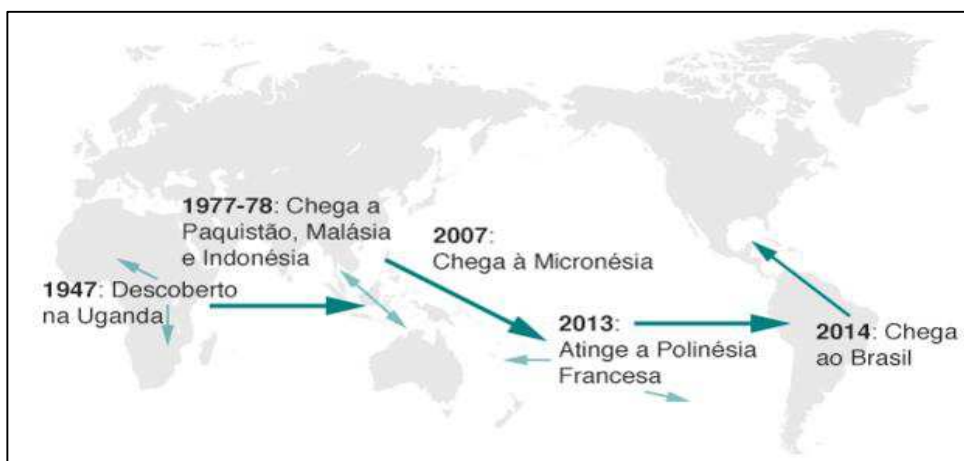 1977-78: Chega a
Paquistão, Malásia
e Indonésia
1947: Descoberto
na Uganda
2007:
Chega à Micronésia
2013:
Atinge a Polinésia
Francesa
2014: Chega
ao Brasil